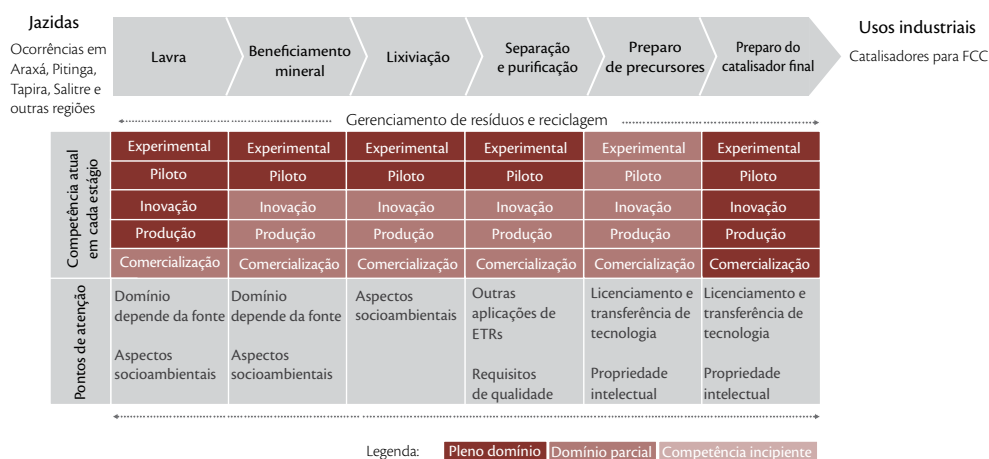 Jazidas
Ocorrências em
Araxá, Pitinga,
Tapira, Salitre e
outras regiões
Lavra
Beneficiamento
mineral
Lixiviação
Separação
e purificação
Preparo
de precursores
Preparo do
catalisador final
Usos industriais
Catalisadores para FCC
Gerenciamento de resíduos e reciclagem
Competência atual
em cada estágio
Experimental
Experimental
Experimental
Experimental
Experimental
Experimental
Piloto
Piloto
Piloto
Piloto
Piloto
Piloto
Inovação
Inovação
Inovação
Inovação
Inovação
Inovação
Produção
Produção
Produção
Produção
Produção
Produção
Comercialização
Comercialização
Comercialização
Comercialização
Comercialização
Comercialização
Pontos de atenção
Domínio
depende da fonte
Aspectos
socioambientais
Domínio
depende da fonte
Aspectos
socioambientais
Aspectos
socioambientais
Outras
aplicações de
ETRs
Requisitos
de qualidade
Licenciamento e
transferência de
tecnologia
Propriedade
intelectual
Licenciamento e
transferência de
tecnologia
Propriedade
intelectual
Legenda:
Pleno domínio
Domínio parcial
Competência incipiente